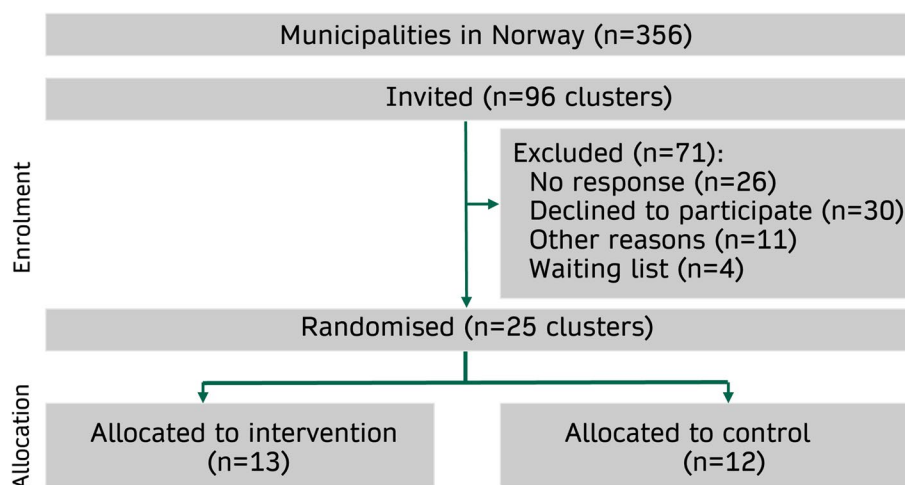 Municipalities in Norway (n=356)
Invited (n=96 clusters)
Enrolment
Excluded (n=71):
No response (n=26)
Declined to participate (n=30)
Other reasons (n=11)
Waiting list (n=4)
Randomised (n=25 clusters)
Allocation
Allocated to intervention
(n=13)
Allocated to control
(n=12)